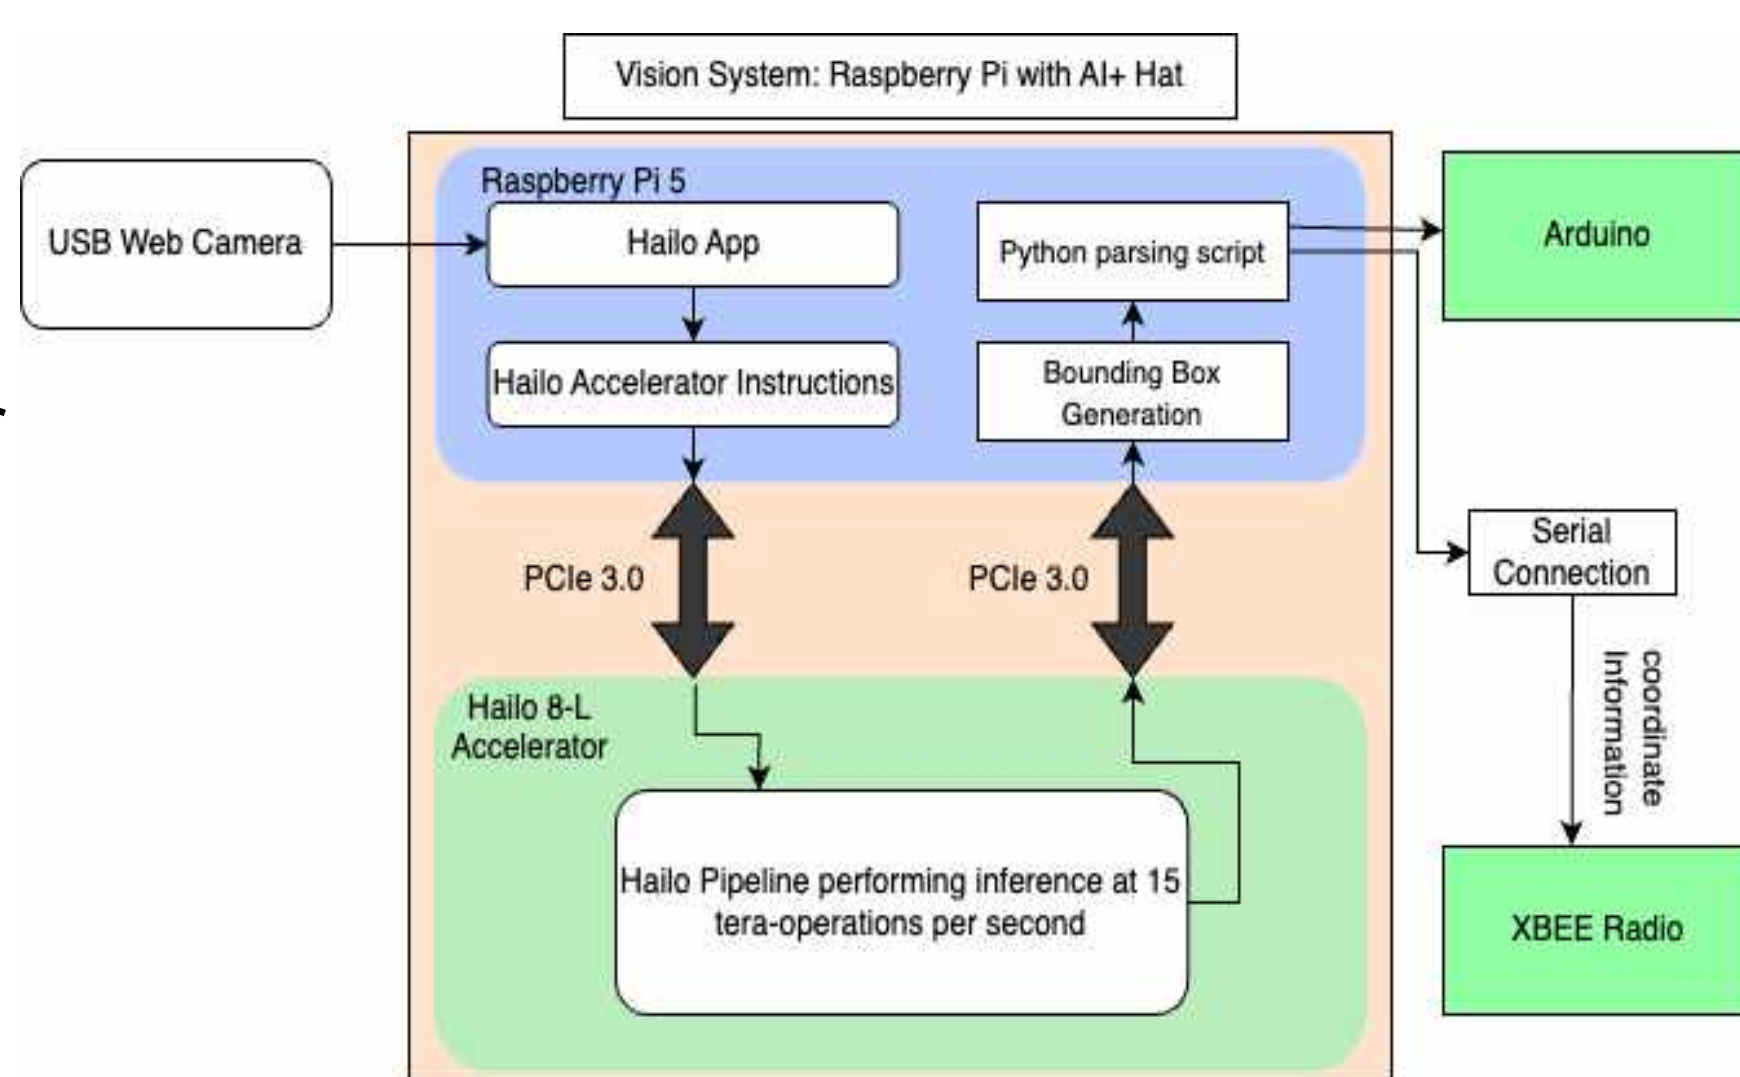 Vision System: Raspberry Pi with AI+ Hat
USB Web Camera
Raspberry Pi 5
Hailo App
Hailo Accelerator Instructions
Python parsing script
Bounding Box
Generation
Arduino
PCIe 3.0
PCIe 3.0
Serial
Connection
coordinate
Information
Hailo 8-L
Accelerator
Hailo Pipeline performing inference at 15
tera-operations per second
XBEE Radio